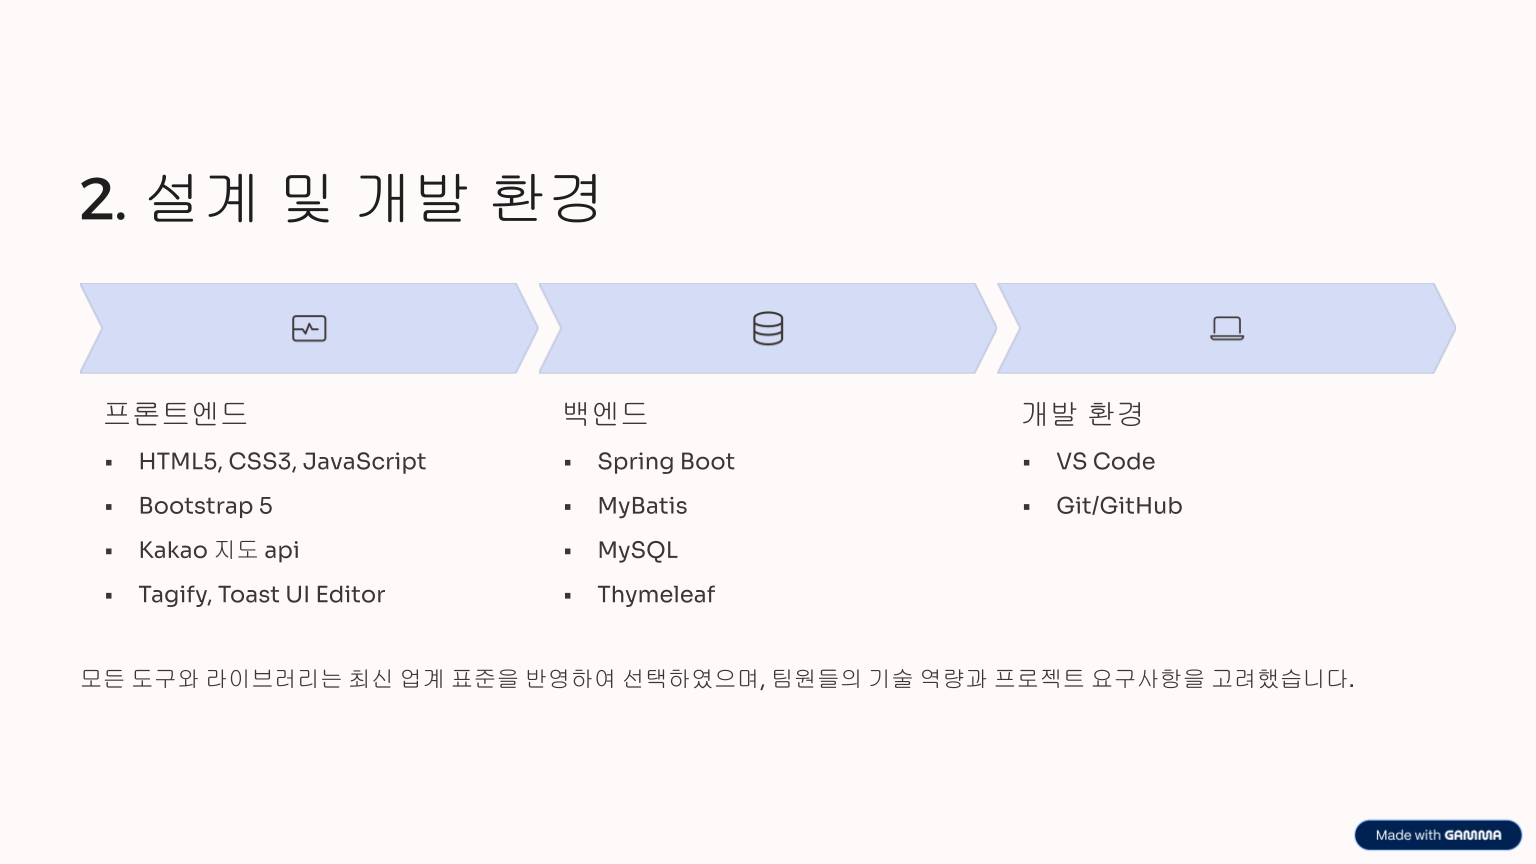 2. 설계 및 개발 환경
프론트엔드
▪ HTML5, CSS3, JavaScript
▪ Bootstrap 5
▪ Kakao 지도 api
▪ Tagify, Toast UI Editor
백엔드
▪ Spring Boot
▪ MyBatis
▪ MySQL
▪ Thymeleaf
개발 환경
▪ VS Code
▪ Git/GitHub
모든 도구와 라이브러리는 최신 업계 표준을 반영하여 선택하였으며, 팀원들의 기술 역량과 프로젝트 요구사항을 고려했습니다.
Made with GAMMA